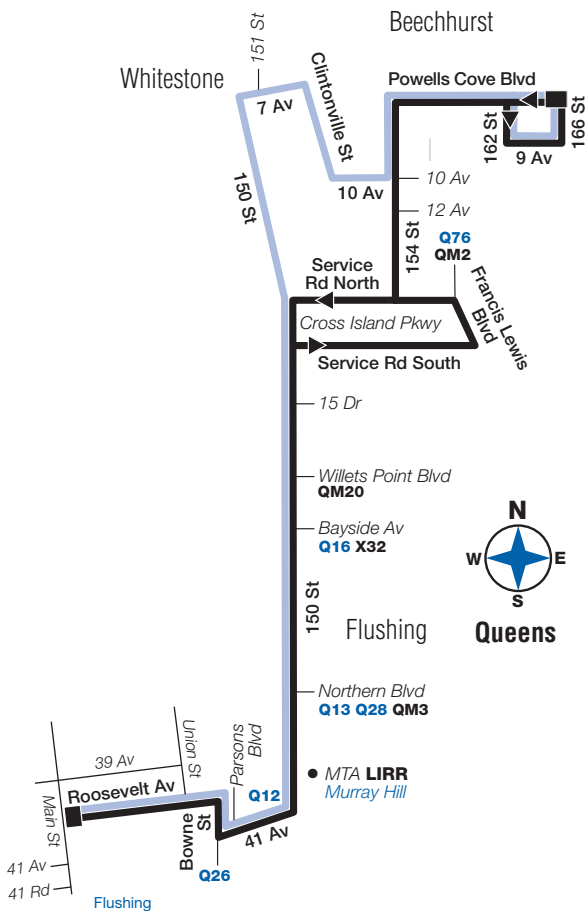 Beechhurst
151 St
Whitestone
Clintonville St
Powells Cove Blvd
7 Av
162 St
166 St
9 Av
10 Av
10 Av
150 St
12 Av
154 St
Q76
QM2
Service
Rd North
Francis Lewis
Blvd
Cross Island Pkwy
Service Rd South
15 Dr
Willets Point Blvd
QM20
Bayside Av
Q16 X32
N
W
E
S
150 St
Flushing
Queens
Northern Blvd
Q13 Q28 QM3
Union St
Parsons
Blvd
39 Av
MTA LIRR
Murray Hill
Roosevelt Av
Q12
Main St
Bowne
St
41 Av
41 Av
Q26
41 Rd
Flushing